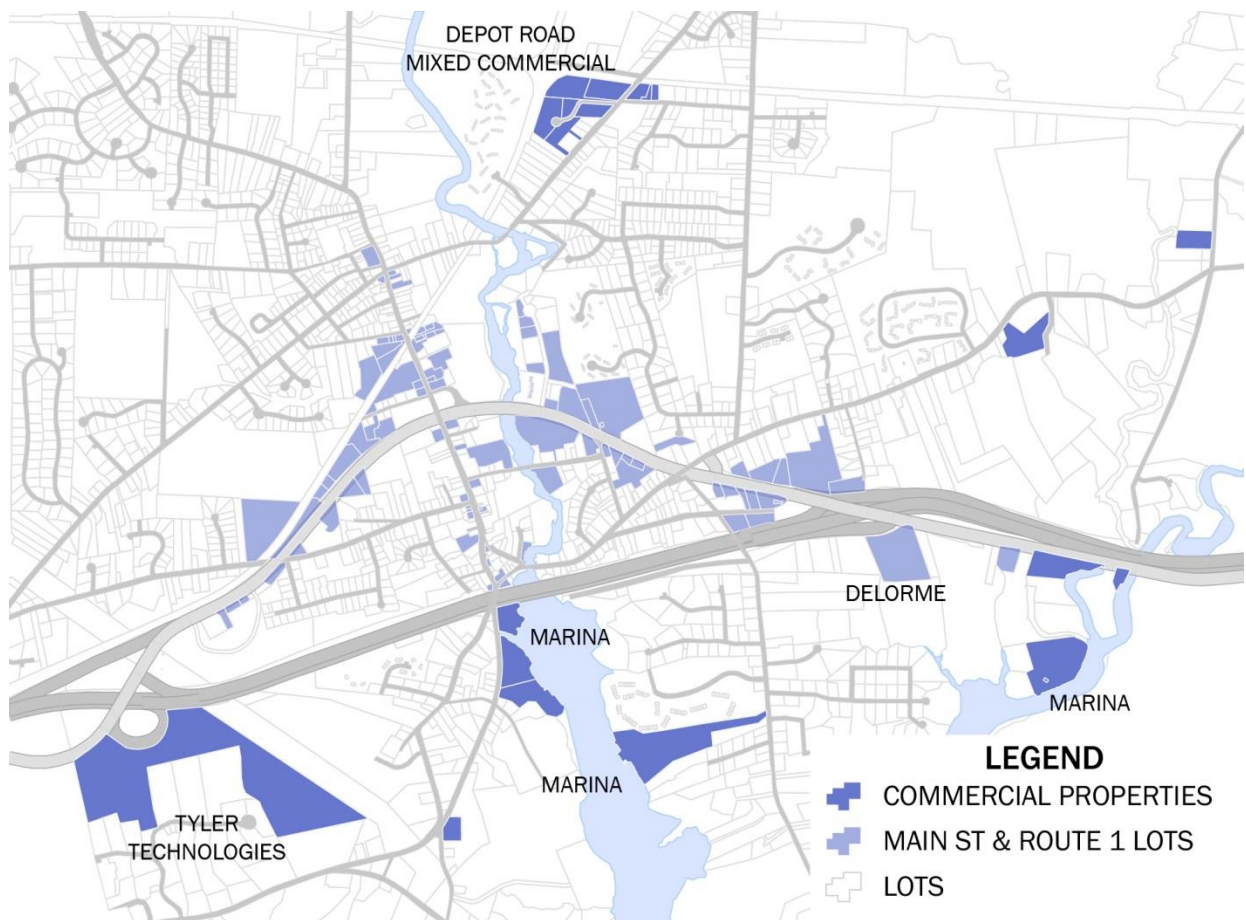 DEPOT ROAD
MIXED COMMERCIAL
DELORME
MARINA
MARINA
MARINA
TYLER
TECHNOLOGIES
LEGEND
COMMERCIAL PROPERTIES
MAIN ST & ROUTE 1 LOTS
LOTS